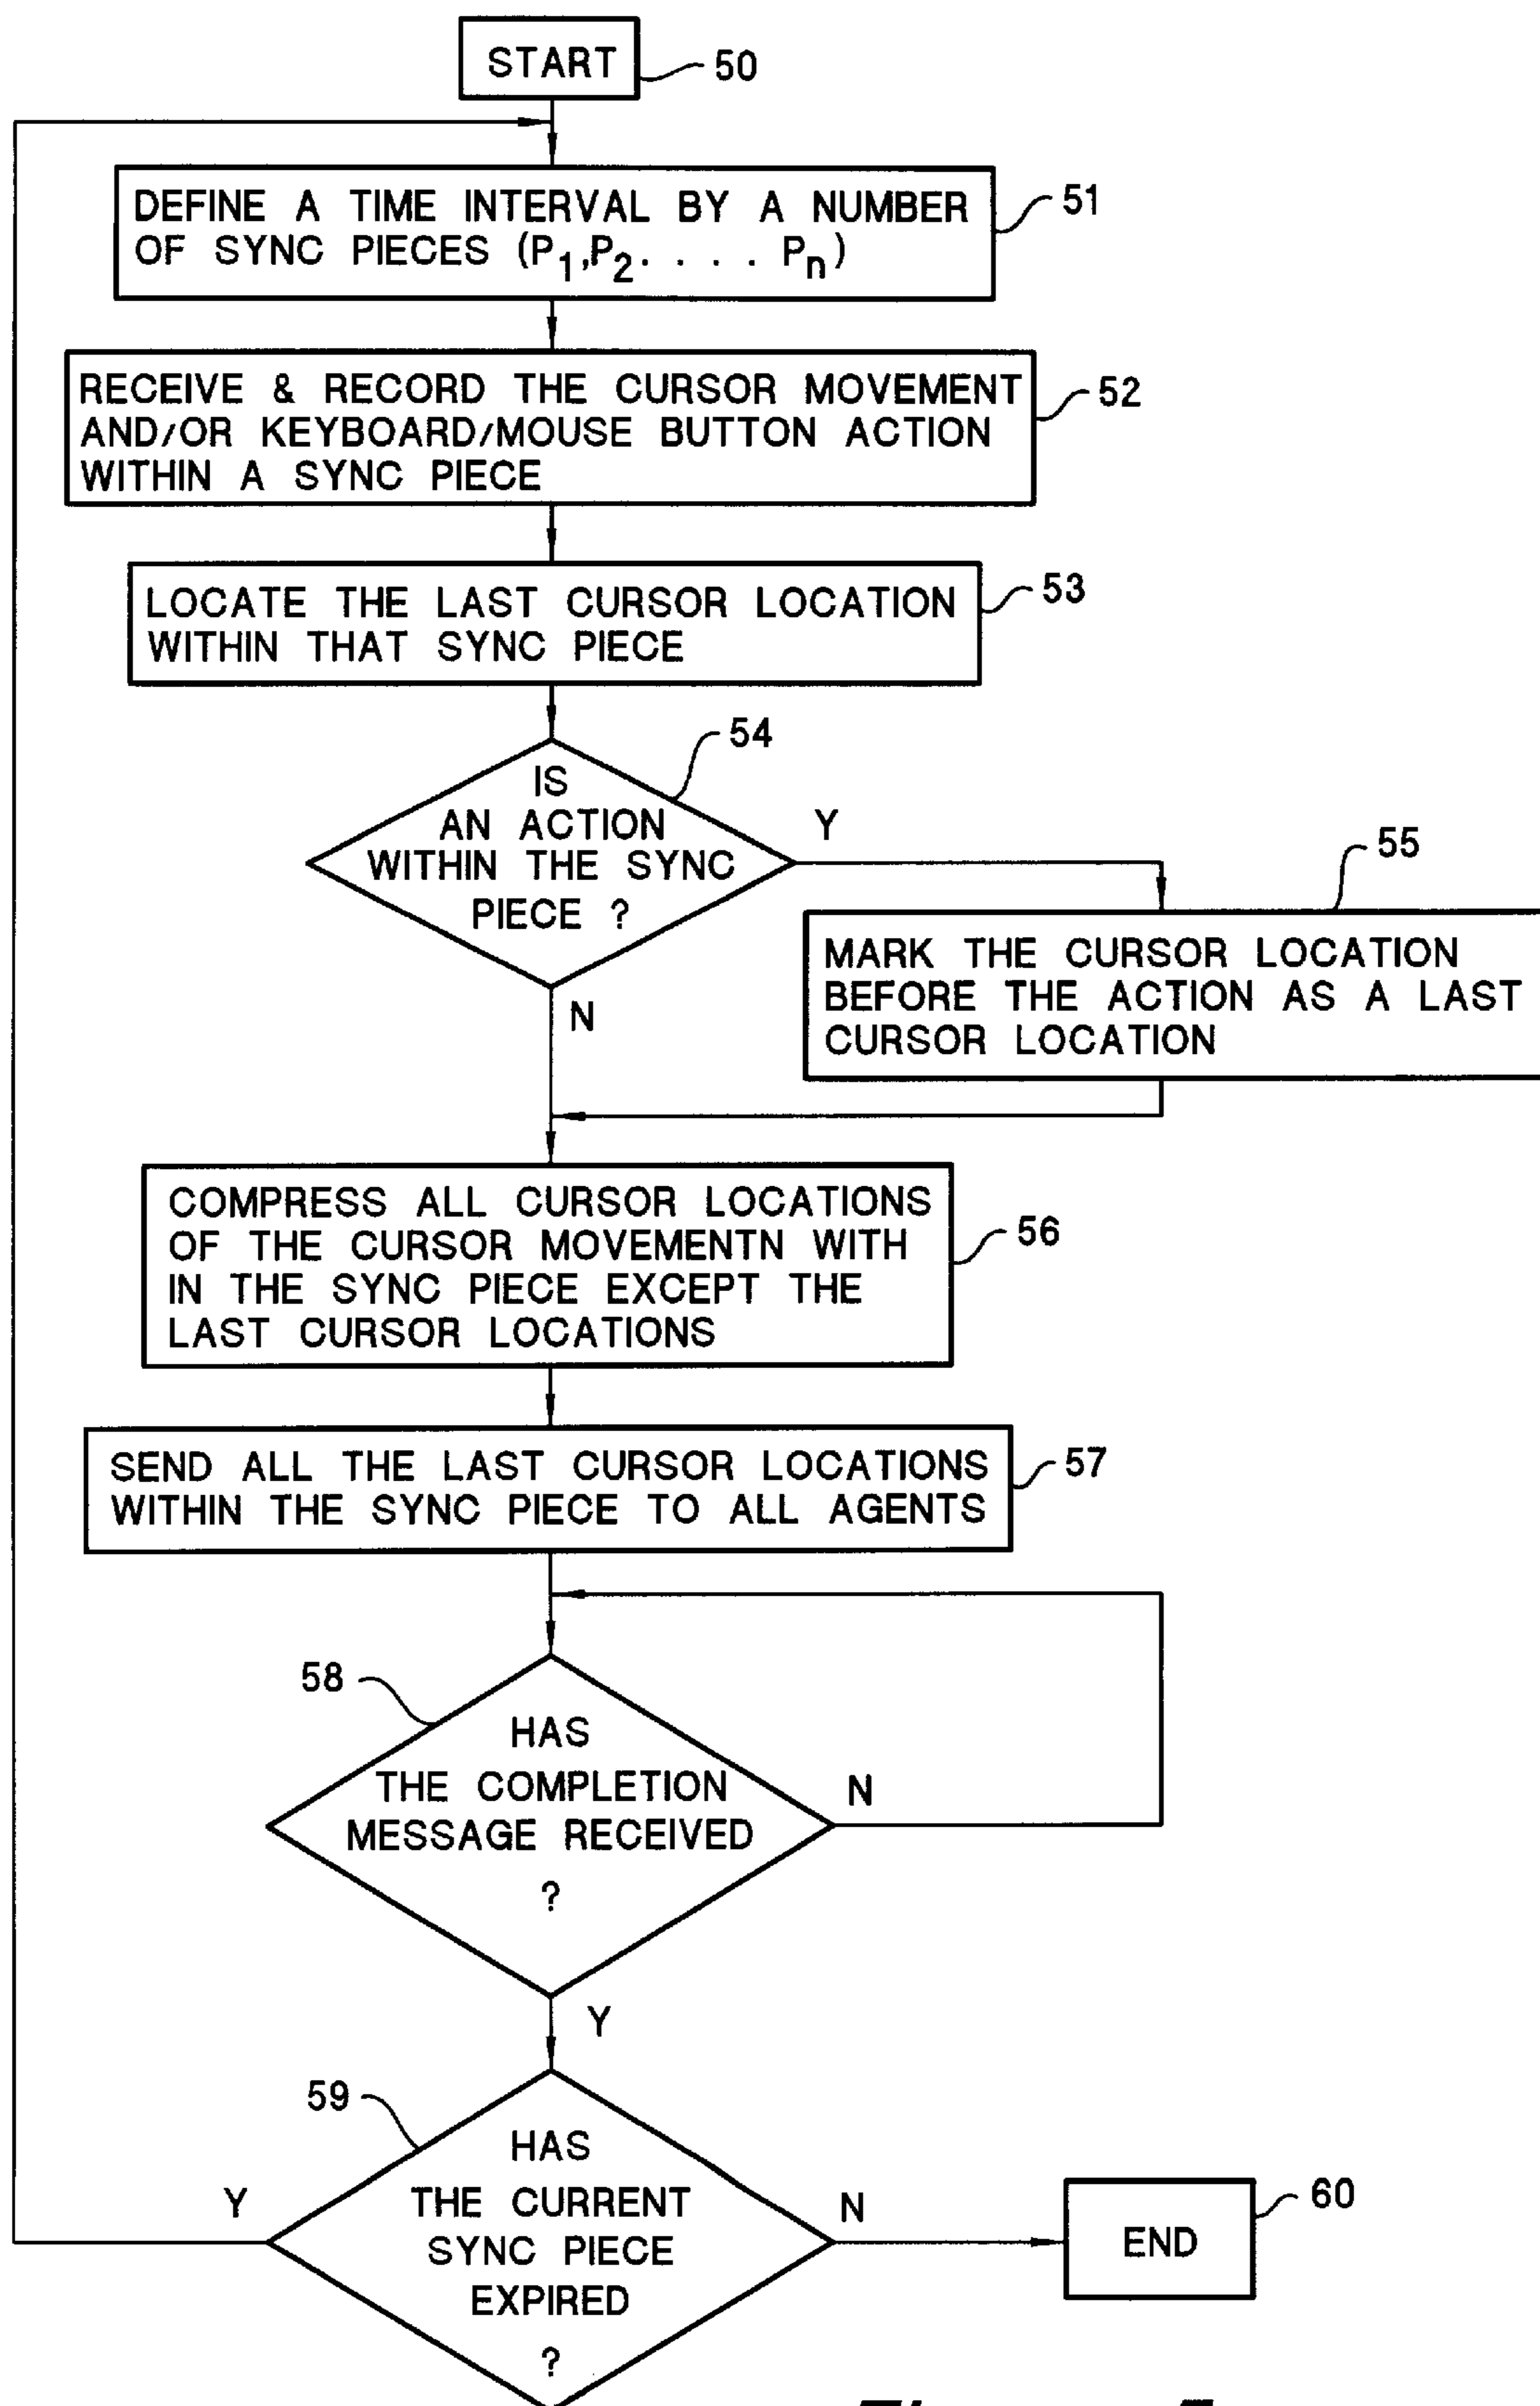 START
50
DEFINE A TIME INTERVAL BY A NUMBER
OF SYNC PIECES (P1,P2. . . . Pn)
51
RECEIVE & RECORD THE CURSOR MOVEMENT
AND/OR KEYBOARD/MOUSE BUTTON ACTION
WITHIN A SYNC PIECE
52
LOCATE THE LAST CURSOR LOCATION
WITHIN THAT SYNC PIECE
53
54
IS
AN ACTION
WITHIN THE SYNC
PIECE ?
Y
N
55
MARK THE CURSOR LOCATION
BEFORE THE ACTION AS A LAST
CURSOR LOCATION
COMPRESS ALL CURSOR LOCATIONS
OF THE CURSOR MOVEMENTN WITH
IN THE SYNC PIECE EXCEPT THE
LAST CURSOR LOCATIONS
56
SEND ALL THE LAST CURSOR LOCATIONS
WITHIN THE SYNC PIECE TO ALL AGENTS
57
58
HAS
THE COMPLETION
MESSAGE RECEIVED
?
N
Y
59
HAS
THE CURRENT
SYNC PIECE
EXPIRED
?
Y
N
END
60